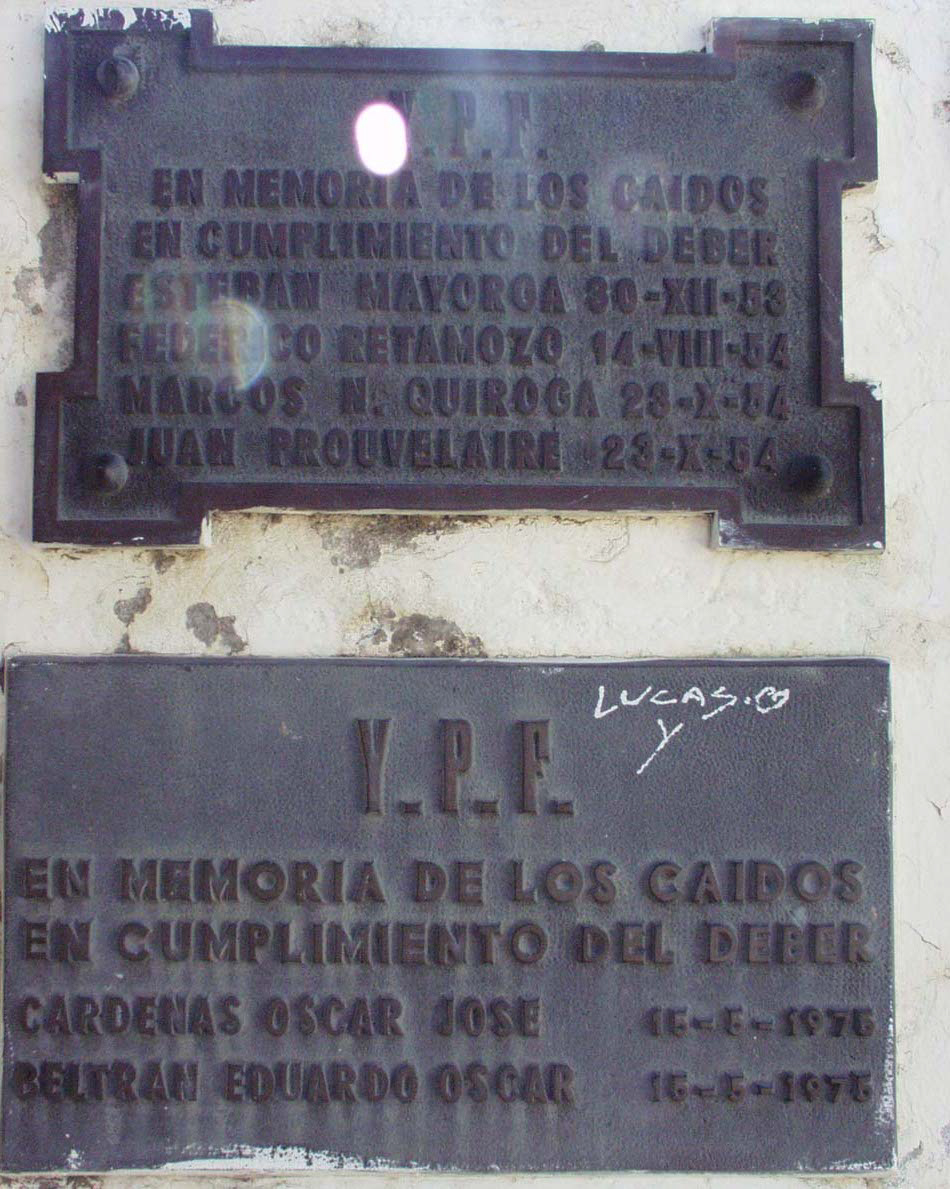 Y.P.F.
EN MEMORIA DE LOS CAIDOS
EN CUMPLIMIENTO DEL DEBER
ESTEBAN MAYORGA 30-XII-53
FEDERICO RETAMOZO 14-VIII-54
MARCOS N. QUIROGA 23-X-54
JUAN PROUVELAIRE 23-X-54
LUCAS.G
Y
Y.P.F.
EN MEMORIA DE LOS CAIDOS
EN CUMPLIMIENTO DEL DEBER
CARDENAS OSCAR JOSE 15-5-1975
BELTRAN EDUARDO OSCAR 15-5-1975